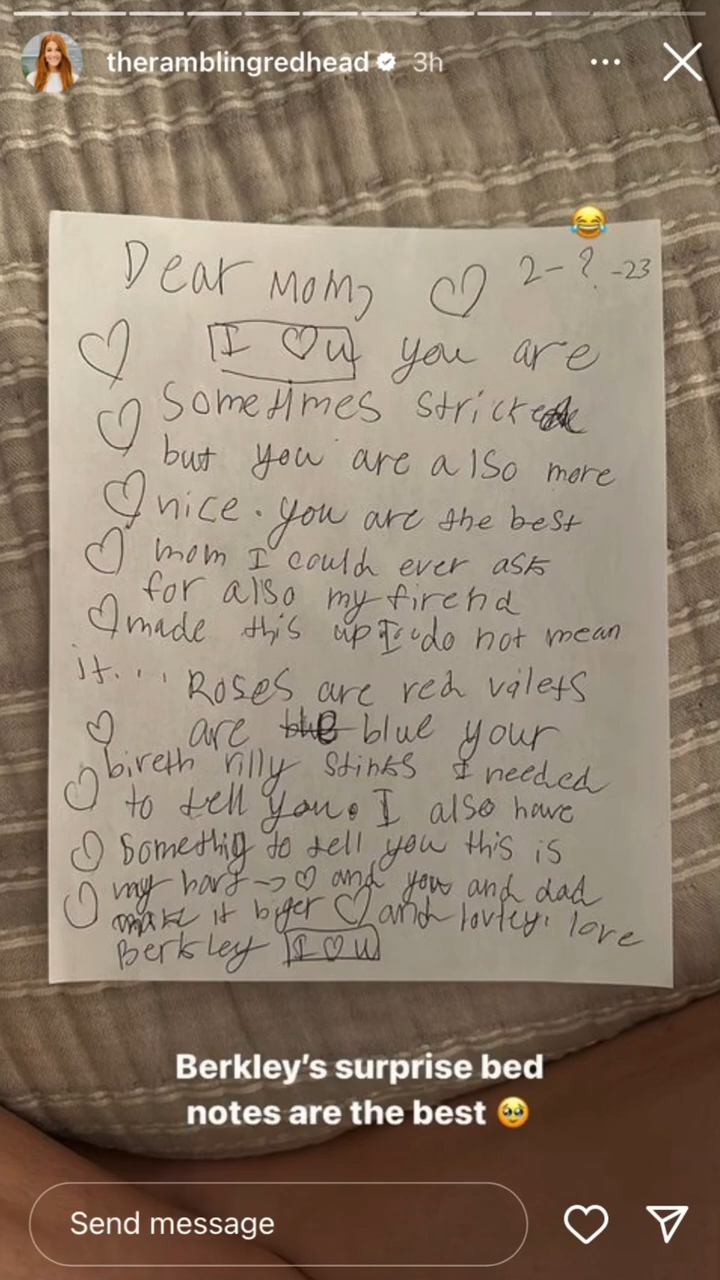 theramblingredhead 3h
😂
Dear Mom, ♡ 2-?-23
♡ I ♡ u you are
♡ Sometimes strick
but you are also more
♡ nice. you are the best
♡ mom I could ever ask
for also my firend
♡ made this up I do not mean
it... Roses are red vilets
♡ are blue your
bireth rilly stinks I needed
♡ to tell you. I also have
♡ Somethig to tell you this is
♡ my hart -> ♡ and you and dad
make it biger ♡ and lovley. love
Berkley I ♡ u
Berkley's surprise bed
notes are the best 🥹
Send message